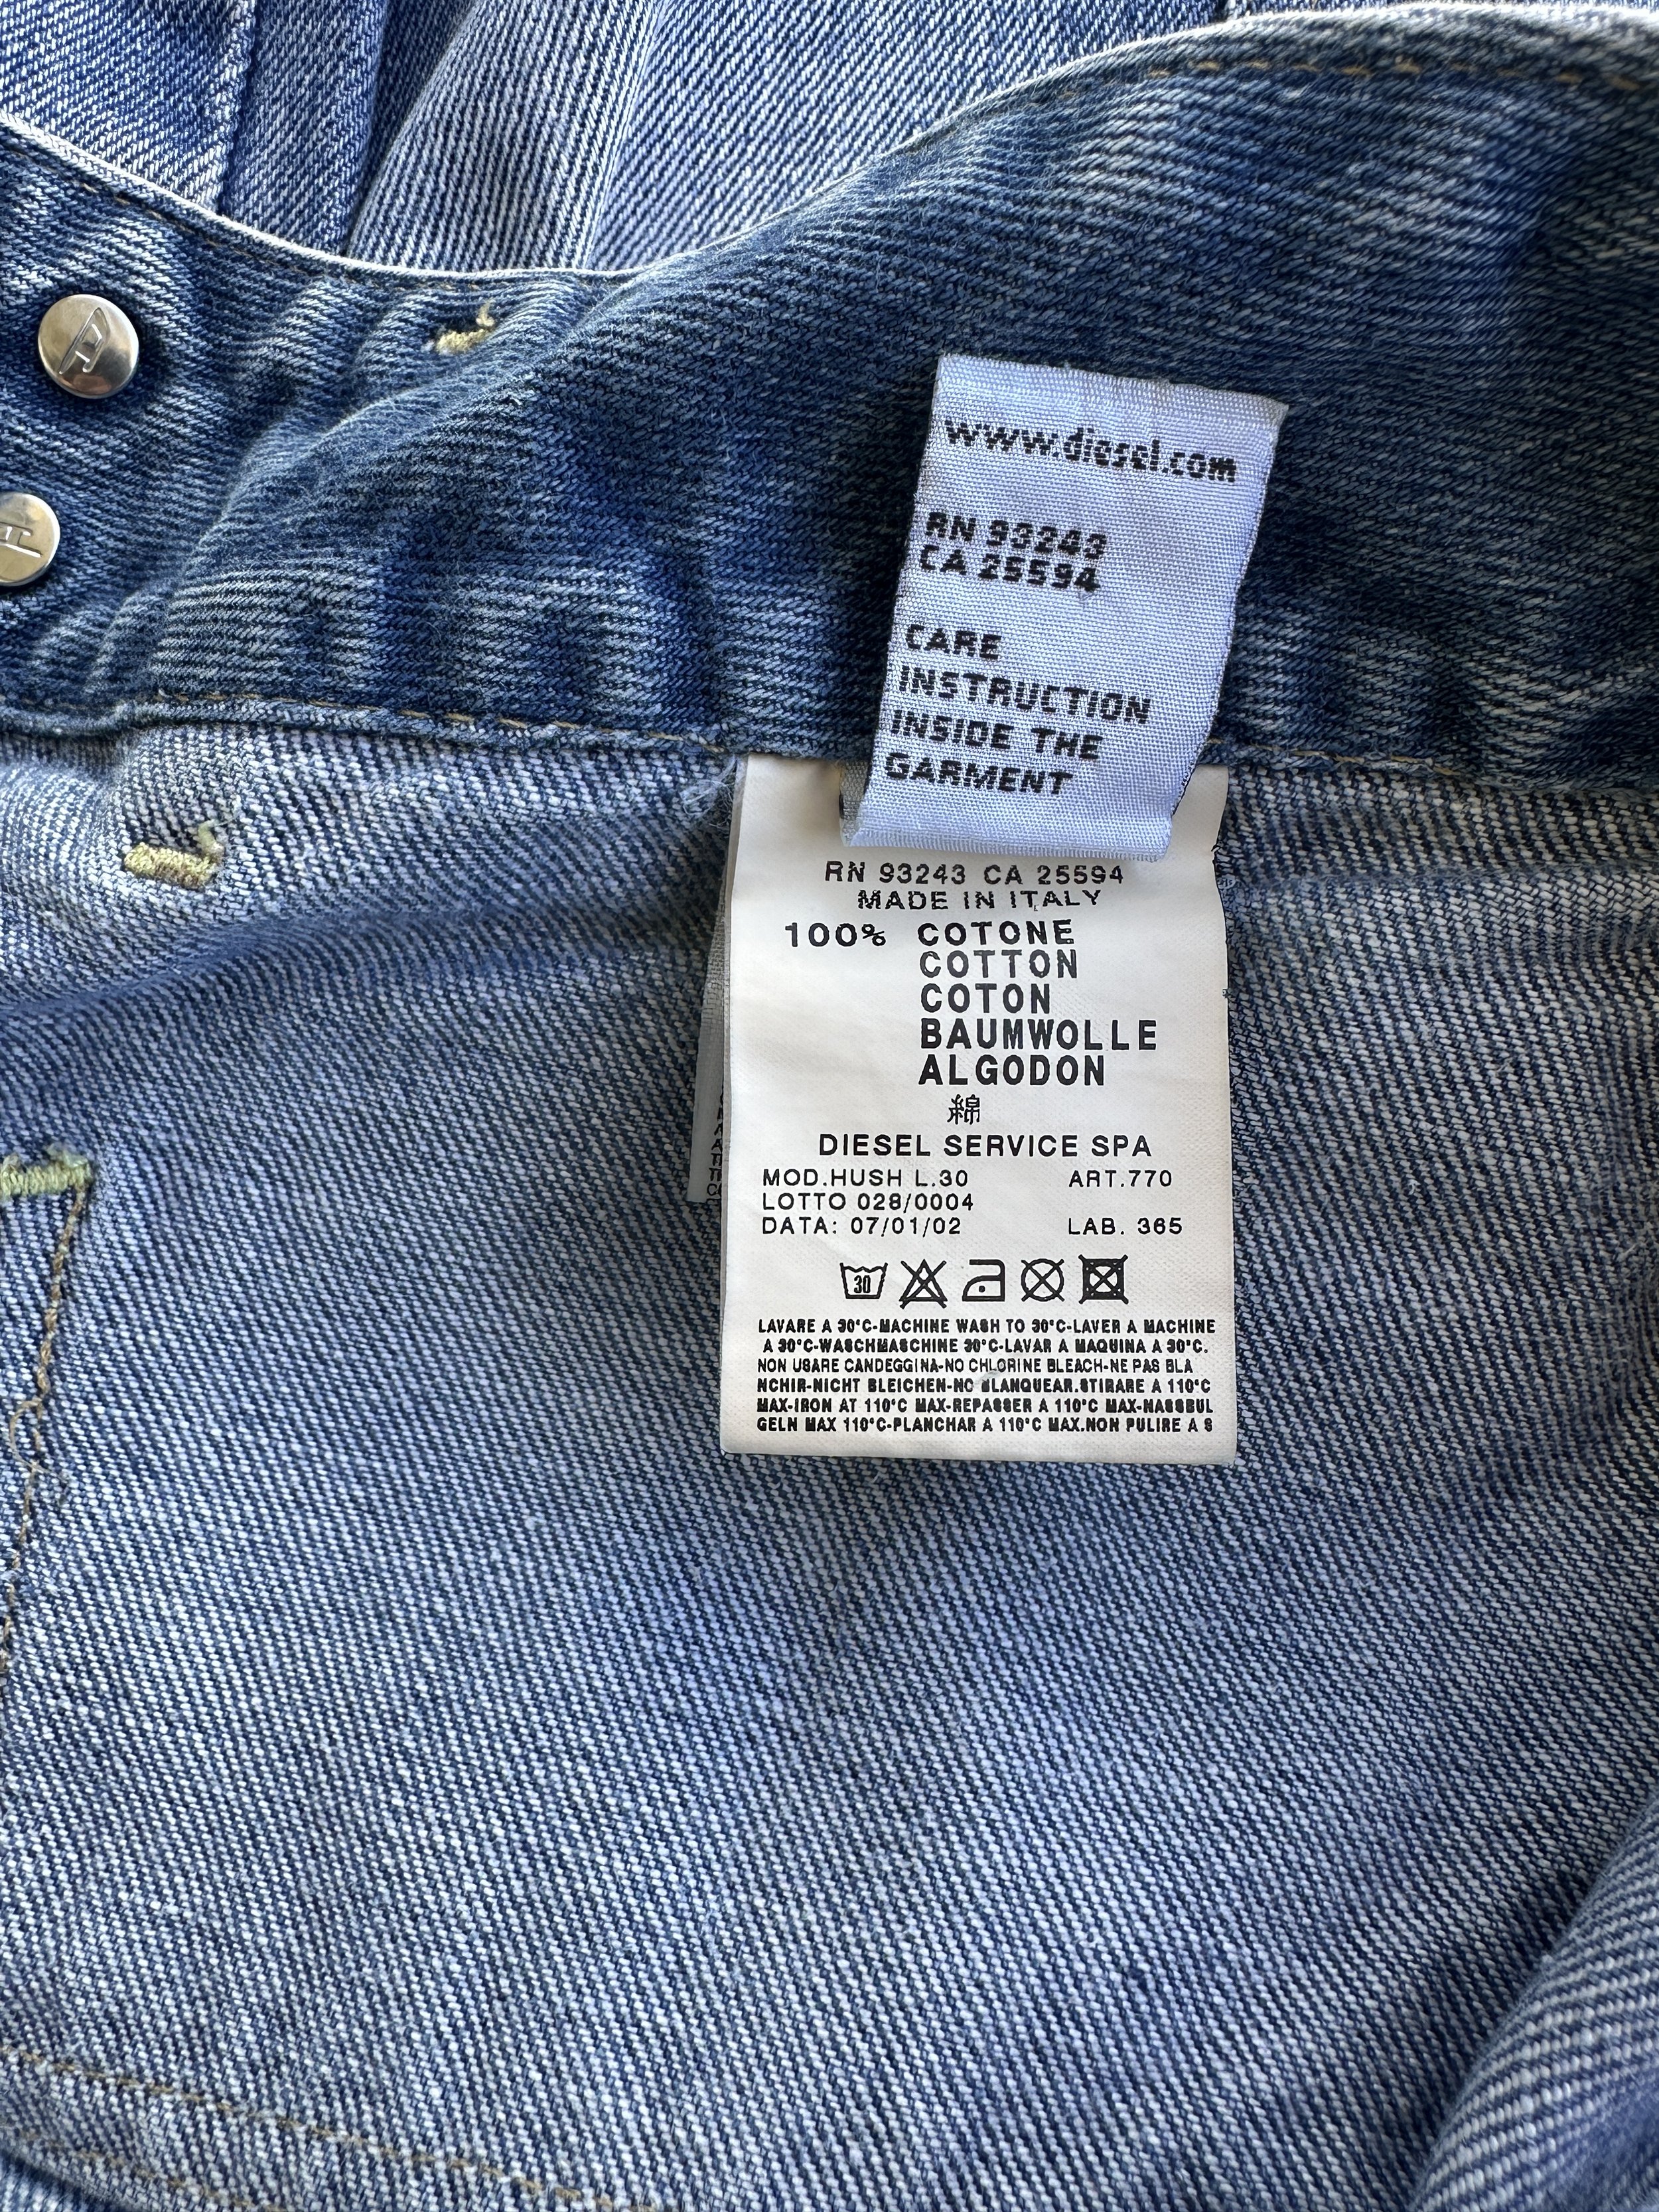 www.diesel.com
RN 93243
CA 25594
CARE
INSTRUCTION
INSIDE THE
GARMENT
RN 93243 CA 25594
MADE IN ITALY
100% COTONE
COTTON
COTON
BAUMWOLLE
ALGODON
綿
DIESEL SERVICE SPA
MOD.HUSH L.30 ART.770
LOTTO 028/0004
DATA: 07/01/02 LAB. 365
30
LAVARE A 30°C-MACHINE WASH TO 30°C-LAVER A MACHINE
A 30°C-WASCHMASCHINE 30°C-LAVAR A MAQUINA A 30°C.
NON USARE CANDEGGINA-NO CHLORINE BLEACH-NE PAS BLA
NCHIR-NICHT BLEICHEN-NO BLANQUEAR.STIRARE A 110°C
MAX-IRON AT 110°C MAX-REPASSER A 110°C MAX-NASSBUL
GELN MAX 110°C-PLANCHAR A 110°C MAX.NON PULIRE A S